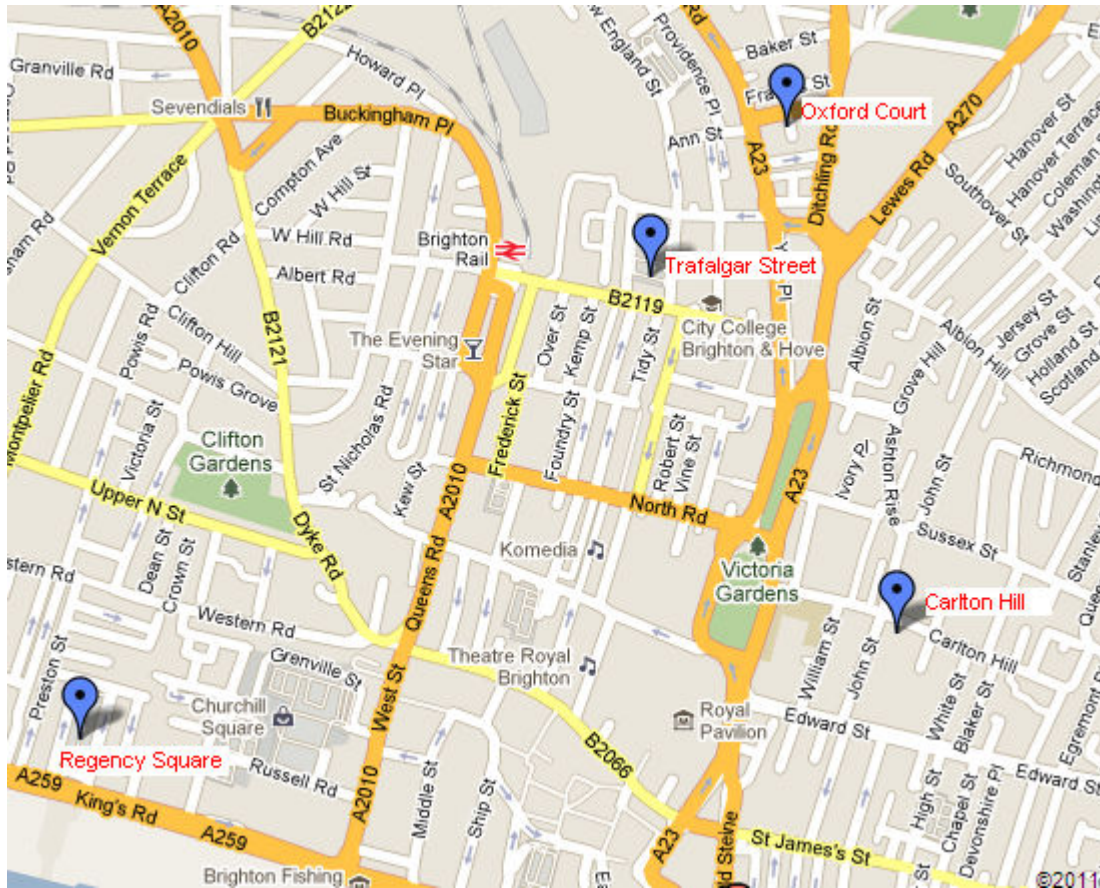 A2010
B2122
Granville Rd
Howard Pl
Sevendials
Buckingham Pl
New England St
Providence Pl
Baker St
Oxford Court
Ann St
A23
Ditchling Rd
A270
Lewes Rd
Hanover St
Hanover Terrace
Coleman
Southover St
Vernon Terrace
Compton Ave
W Hill St
Clifton Rd
W Hill Rd
Albert Rd
Brighton
Rail
Trafalgar Street
B2119
City College
Brighton & Hove
B2121
Powis Rd
Clifton Hill
Powis Grove
The Evening
Star
Over St
Kemp St
Tidy St
Albion St
Albion Hill
Grove Hill
Jersey St
Grove St
Holland St
Montpelier Rd
Victoria St
Clifton
Gardens
St Nicholas Rd
Frederick St
Foundry St
Robert St
Vine St
Ivory Pl
Ashton Rise
John St
Richmond
Upper N St
Kew St
A2010
North Rd
A23
Sussex St
Dean St
Crown St
Dyke Rd
Queens Rd
Komedia
Victoria
Gardens
Carlton Hill
Western Rd
Preston St
Grenville St
Theatre Royal
Brighton
William St
John St
Carlton Hill
White St
Blaker St
Churchill
Square
West St
Royal
Pavilion
Edward St
Regency Square
Russell Rd
B2066
Edward St
A259
King's Rd
A259
A2010
Middle St
Ship St
A23
St James's St
High St
Chapel St
Devonshire Pl
Brighton Fishing
©2011